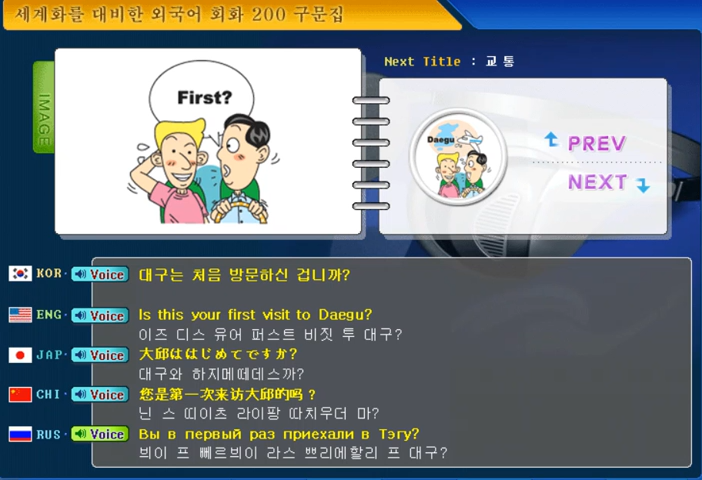 세계화를 대비한 외국어 회화 200 구문집
IMAGE
First?
Next Title : 교통
Daegu
PREV
NEXT
KOR· Voice 대구는 처음 방문하신 겁니까?
ENG· Voice Is this your first visit to Daegu?
이즈 디스 유어 퍼스트 비짓 투 대구?
JAP· Voice 大邱ははじめてですか?
대구와 하지메떼데스까?
CHI· Voice 您是第一次来访大邱的吗 ?
닌 스 띠이츠 라이팡 따치우더 마?
RUS· Voice Вы в первый раз приехали в Тэгу?
븨이 프 뻬르븨이 라스 쁘리에할리 프 대구?